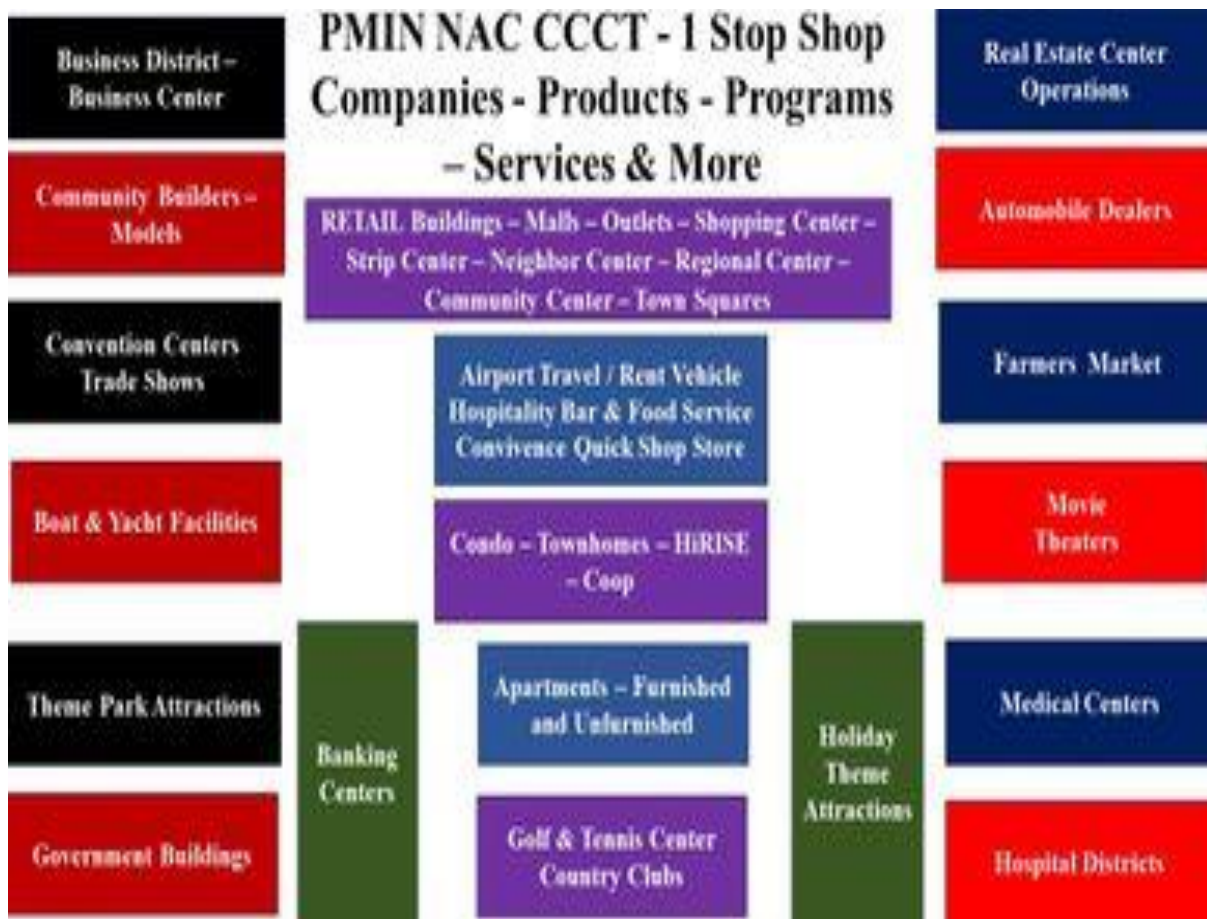 PMIN NAC CCCT - 1 Stop Shop
Companies - Products - Programs
– Services & More
Business District –
Business Center
Community Builders –
Models
Convention Centers
Trade Shows
Boat & Yacht Facilities
Theme Park Attractions
Government Buildings
RETAIL Buildings – Malls – Outlets – Shopping Center –
Strip Center – Neighbor Center – Regional Center –
Community Center – Town Squares
Airport Travel / Rent Vehicle
Hospitality Bar & Food Service
Convivence Quick Shop Store
Condo – Townhomes – HiRISE
– Coop
Banking
Centers
Apartments – Furnished
and Unfurnished
Golf & Tennis Center
Country Clubs
Holiday
Theme
Attractions
Real Estate Center
Operations
Automobile Dealers
Farmers Market
Movie
Theaters
Medical Centers
Hospital Districts